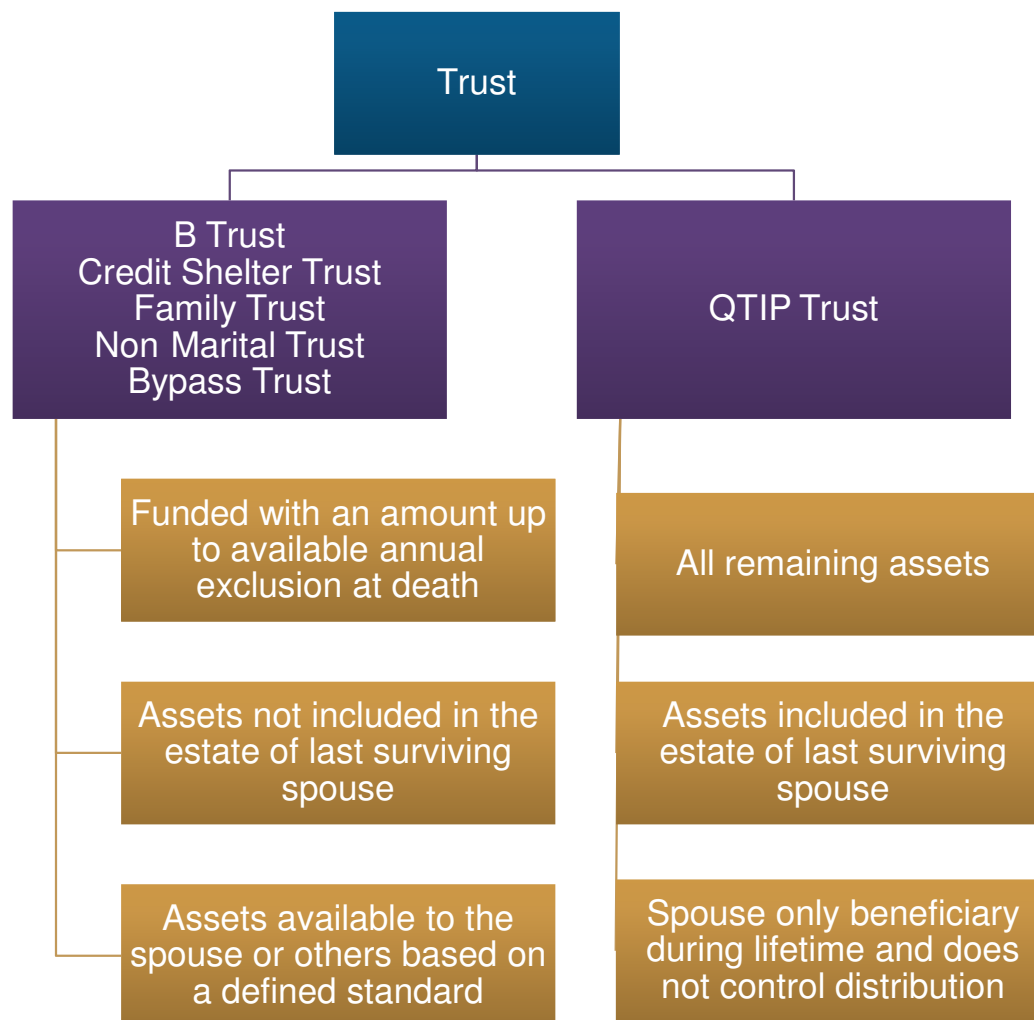 Trust
B Trust
Credit Shelter Trust
Family Trust
Non Marital Trust
Bypass Trust
QTIP Trust
Funded with an amount up
to available annual
exclusion at death
Assets not included in the
estate of last surviving
spouse
Assets available to the
spouse or others based on
a defined standard
All remaining assets
Assets included in the
estate of last surviving
spouse
Spouse only beneficiary
during lifetime and does
not control distribution